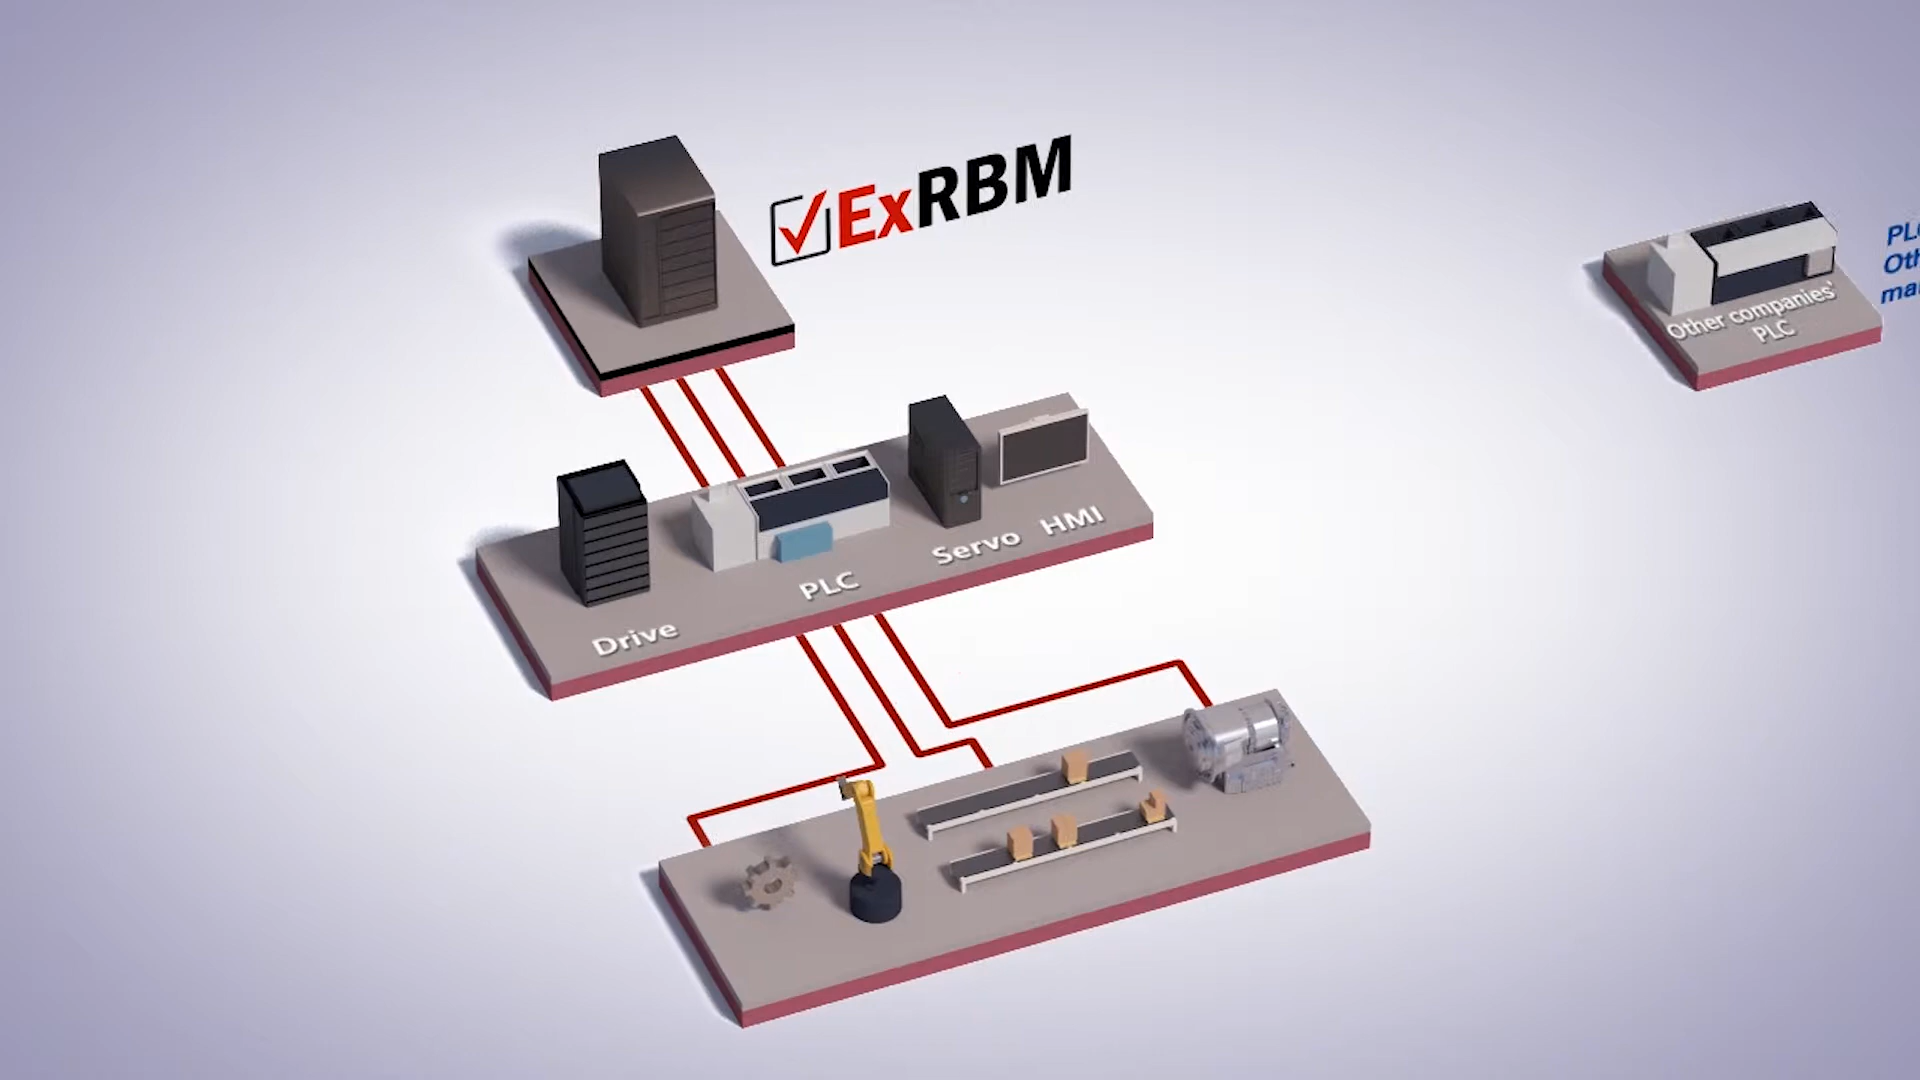 ExRBM
Other companies'
PLC
Drive
PLC
Servo
HMI